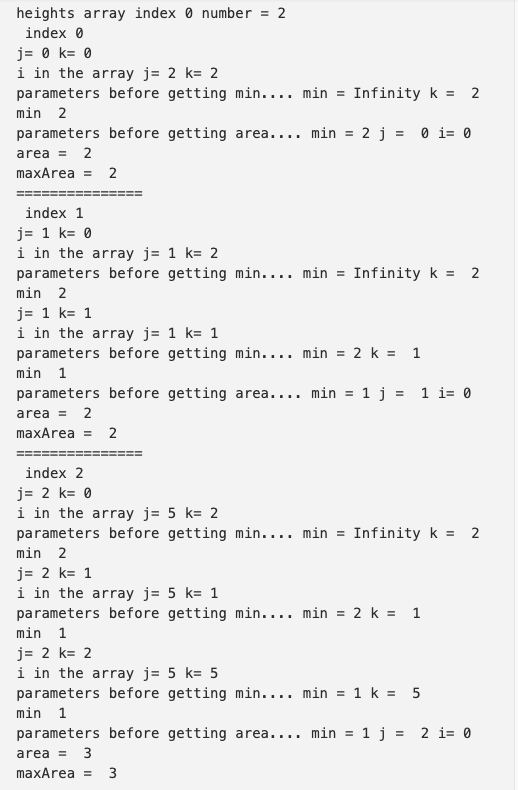 heights array index 0 number = 2
index 0
j= 0 k= 0
i in the array j= 2 k= 2
parameters before getting min.... min = Infinity k =  2
min  2
parameters before getting area.... min = 2 j =  0 i= 0
area =  2
maxArea =  2
===============
index 1
j= 1 k= 0
i in the array j= 1 k= 2
parameters before getting min.... min = Infinity k =  2
min  2
j= 1 k= 1
i in the array j= 1 k= 1
parameters before getting min.... min = 2 k =  1
min  1
parameters before getting area.... min = 1 j =  1 i= 0
area =  2
maxArea =  2
===============
index 2
j= 2 k= 0
i in the array j= 5 k= 2
parameters before getting min.... min = Infinity k =  2
min  2
j= 2 k= 1
i in the array j= 5 k= 1
parameters before getting min.... min = 2 k =  1
min  1
j= 2 k= 2
i in the array j= 5 k= 5
parameters before getting min.... min = 1 k =  5
min  1
parameters before getting area.... min = 1 j =  2 i= 0
area =  3
maxArea =  3